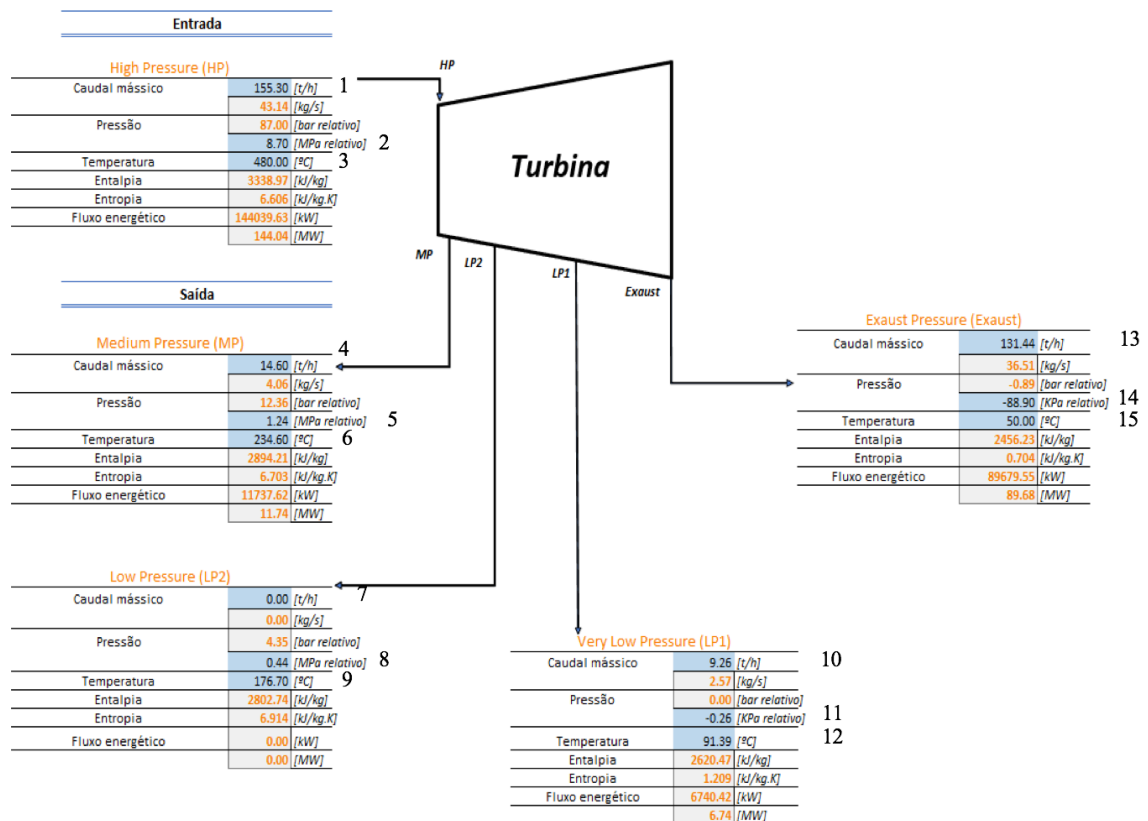 Entrada
High Pressure (HP)
Caudal mássico 155.30 [t/h] 1
43.14 [kg/s]
Pressão 87.00 [bar relativo]
8.70 [MPa relativo] 2
Temperatura 480.00 [ºC] 3
Entalpia 3338.97 [kJ/kg]
Entropia 6.606 [kJ/kg.K]
Fluxo energético 144039.63 [kW]
144.04 [MW]
HP
Turbina
MP
LP2
LP1
Exaust
Saída
Medium Pressure (MP)
Caudal mássico 14.60 [t/h] 4
4.06 [kg/s]
Pressão 12.36 [bar relativo]
1.24 [MPa relativo] 5
Temperatura 234.60 [ºC] 6
Entalpia 2894.21 [kJ/kg]
Entropia 6.703 [kJ/kg.K]
Fluxo energético 11737.62 [kW]
11.74 [MW]
Exaust Pressure (Exaust)
Caudal mássico 131.44 [t/h] 13
36.51 [kg/s]
Pressão -0.89 [bar relativo]
-88.90 [KPa relativo] 14
Temperatura 50.00 [ºC] 15
Entalpia 2456.23 [kJ/kg]
Entropia 0.704 [kJ/kg.K]
Fluxo energético 89679.55 [kW]
89.68 [MW]
Low Pressure (LP2)
Caudal mássico 0.00 [t/h] 7
0.00 [kg/s]
Pressão 4.35 [bar relativo]
0.44 [MPa relativo] 8
Temperatura 176.70 [ºC] 9
Entalpia 2802.74 [kJ/kg]
Entropia 6.914 [kJ/kg.K]
Fluxo energético 0.00 [kW]
0.00 [MW]
Very Low Pressure (LP1)
Caudal mássico 9.26 [t/h] 10
2.57 [kg/s]
Pressão 0.00 [bar relativo]
-0.26 [KPa relativo] 11
Temperatura 91.39 [ºC] 12
Entalpia 2620.47 [kJ/kg]
Entropia 1.209 [kJ/kg.K]
Fluxo energético 6740.42 [kW]
6.74 [MW]